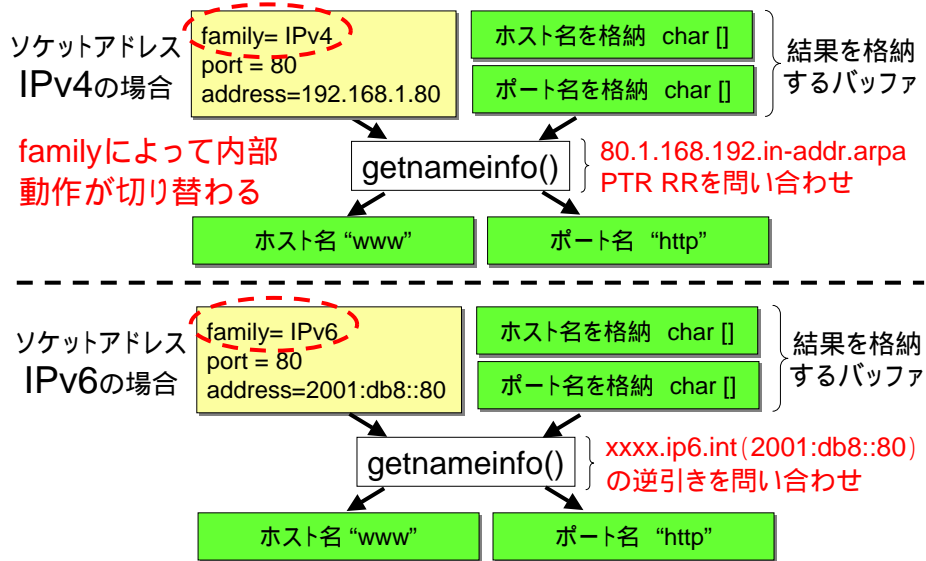 ソケットアドレス
IPv4の場合
family= IPv4
port = 80
address=192.168.1.80
ホスト名を格納 char []
ポート名を格納 char []
結果を格納
するバッファ
familyによって内部
動作が切り替わる
getnameinfo()
80.1.168.192.in-addr.arpa
PTR RRを問い合わせ
ホスト名 “www”
ポート名 “http”
ソケットアドレス
IPv6の場合
family= IPv6
port = 80
address=2001:db8::80
ホスト名を格納 char []
ポート名を格納 char []
結果を格納
するバッファ
getnameinfo()
xxxx.ip6.int(2001:db8::80)
の逆引きを問い合わせ
ホスト名 “www”
ポート名 “http”